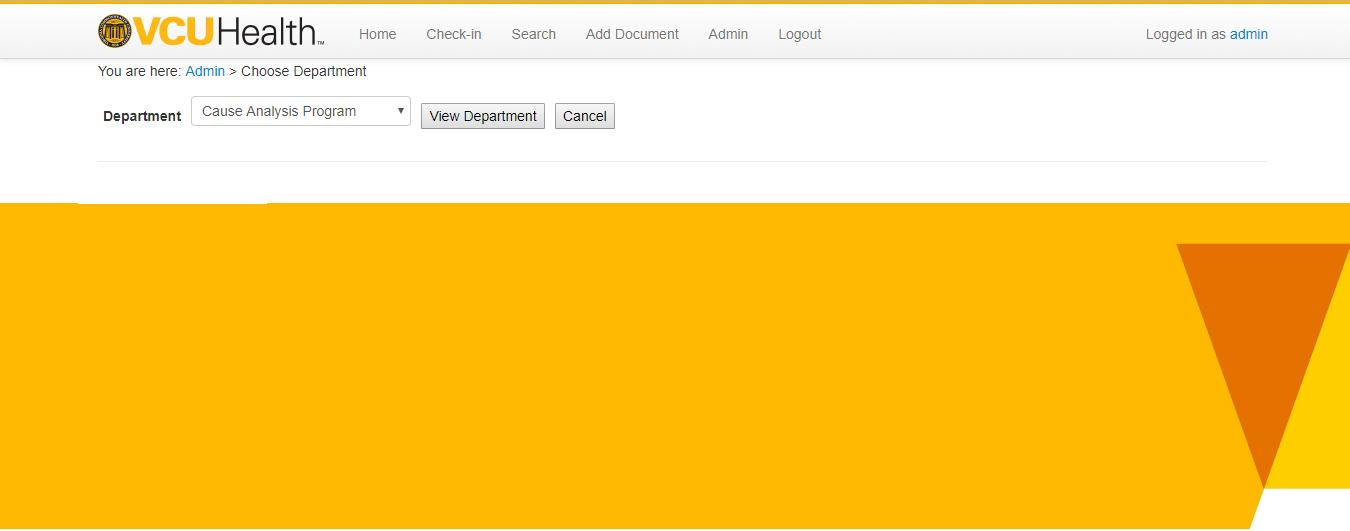 VCUHealth™ Home Check-in Search Add Document Admin Logout Logged in as admin
You are here: Admin > Choose Department
Department Cause Analysis Program View Department Cancel